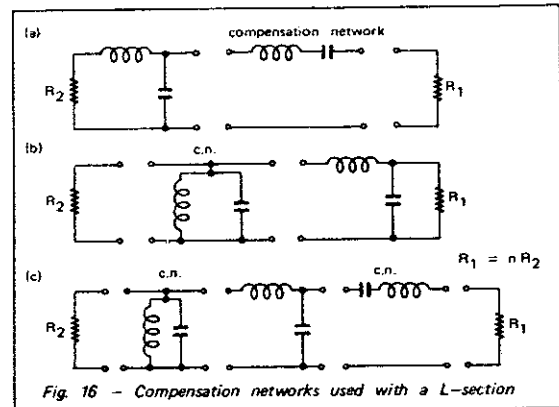 (a)
compensation network
R2
R1
(b)
c.n.
R2
R1
R1 = n R2
(c)
c.n.
c.n.
R2
R1
Fig. 16 – Compensation networks used with a L-section